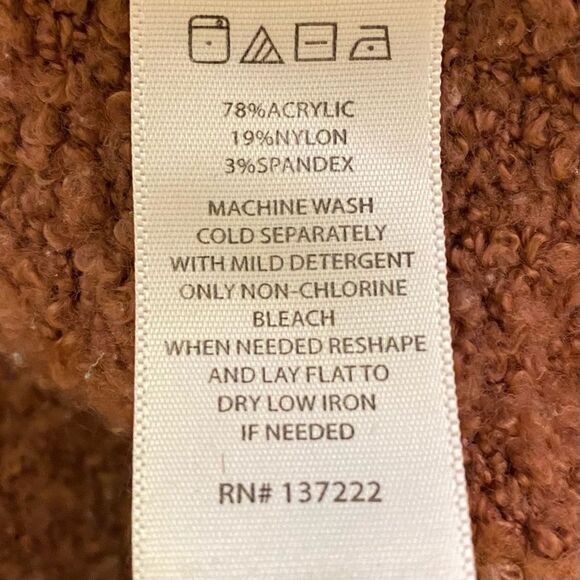 78%ACRYLIC
19%NYLON
3%SPANDEX
MACHINE WASH
COLD SEPARATELY
WITH MILD DETERGENT
ONLY NON-CHLORINE
BLEACH
WHEN NEEDED RESHAPE
AND LAY FLAT TO
DRY LOW IRON
IF NEEDED
RN# 137222